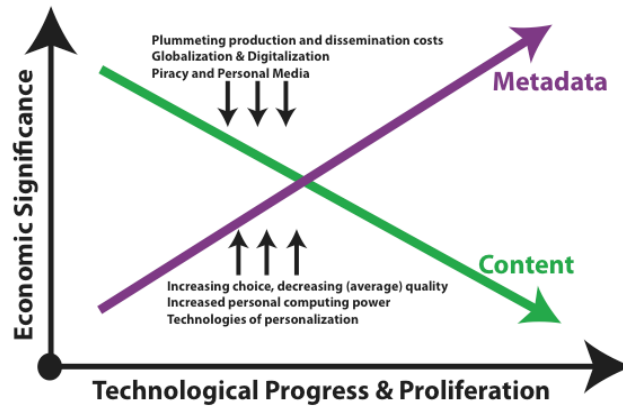 Plummeting production and dissemination costs
Globalization & Digitalization
Piracy and Personal Media
Metadata
Economic Significance
Content
Increasing choice, decreasing (average) quality
Increased personal computing power
Technologies of personalization
Technological Progress & Proliferation